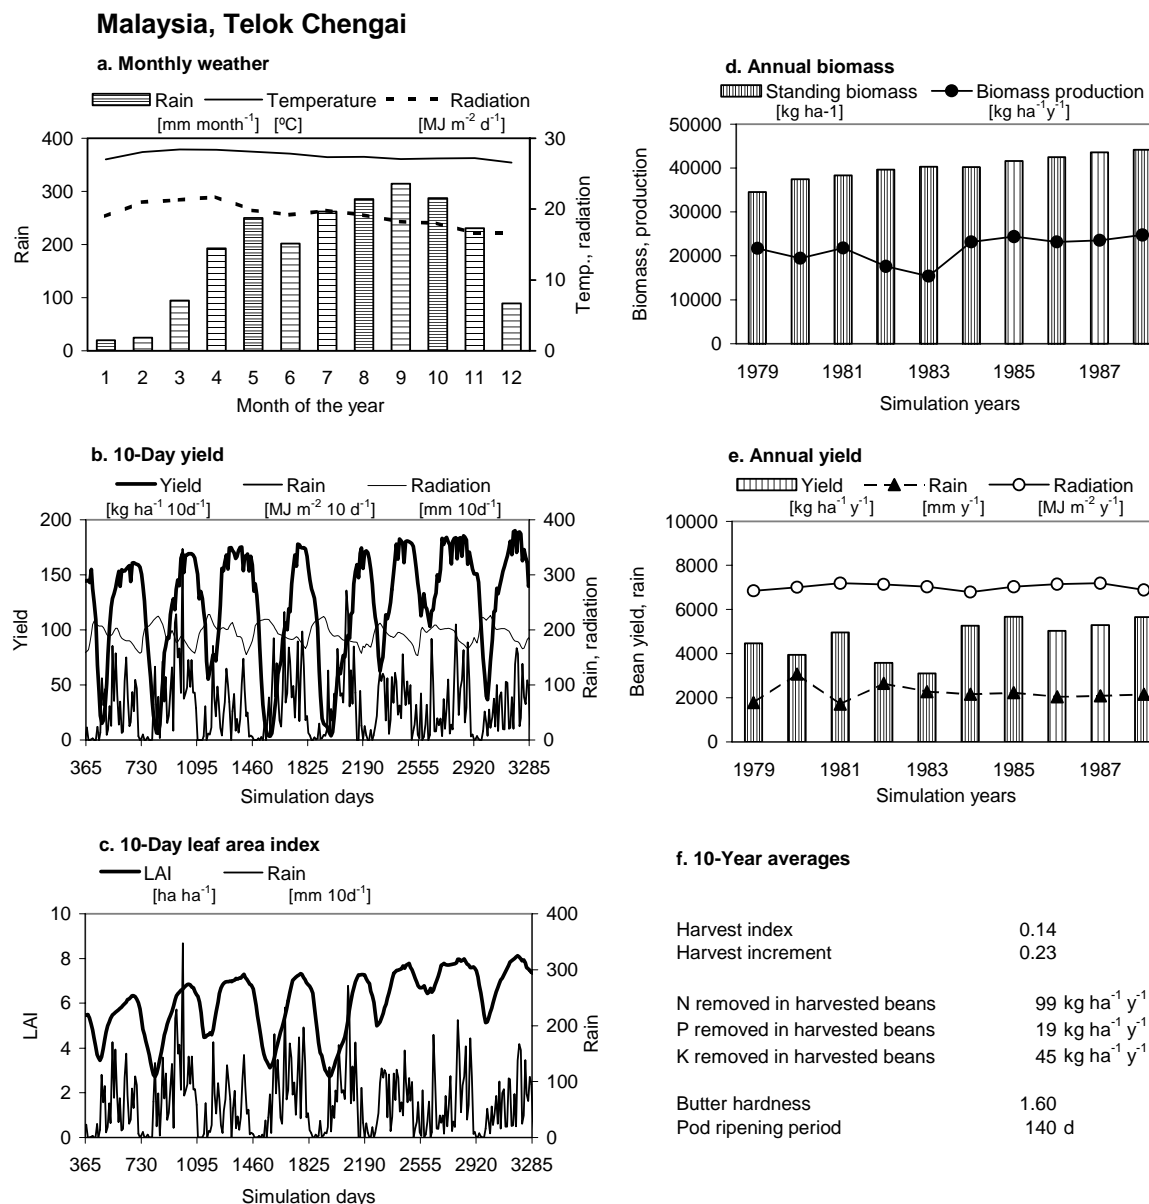 Malaysia, Telok Chengai
a. Monthly weather
Rain Temperature Radiation
[mm month-1] [ºC] [MJ m-2 d-1]
400 30
300 20
200
100 10
0 0
Rain
Temp., radiation
1 2 3 4 5 6 7 8 9 10 11 12
Month of the year
b. 10-Day yield
Yield Rain Radiation
[kg ha-1 10d-1] [MJ m-2 10 d-1] [mm 10d-1]
200 400
150 300
100 200
50 100
0 0
Yield
Rain, radiation
365 730 1095 1460 1825 2190 2555 2920 3285
Simulation days
c. 10-Day leaf area index
LAI Rain
[ha ha-1] [mm 10d-1]
10 400
8 300
6
4 200
2 100
0 0
LAI
Rain
365 730 1095 1460 1825 2190 2555 2920 3285
Simulation days
d. Annual biomass
Standing biomass Biomass production
[kg ha-1] [kg ha-1y-1]
50000
40000
30000
20000
10000
0
Biomass, production
1979 1981 1983 1985 1987
Simulation years
e. Annual yield
Yield Rain Radiation
[kg ha-1 y-1] [mm y-1] [MJ m-2 y-1]
10000
8000
6000
4000
2000
0
Bean yield, rain
1979 1981 1983 1985 1987
Simulation years
f. 10-Year averages
Harvest index 0.14
Harvest increment 0.23
N removed in harvested beans 99 kg ha-1 y-1
P removed in harvested beans 19 kg ha-1 y-1
K removed in harvested beans 45 kg ha-1 y-1
Butter hardness 1.60
Pod ripening period 140 d